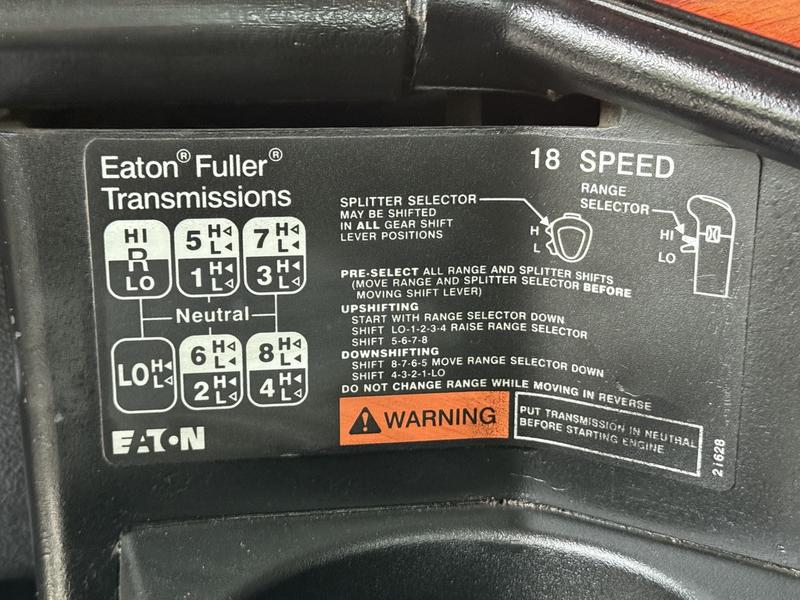 Eaton® Fuller®
Transmissions
18 SPEED
HI
R
LO
5 H◁
L◀
1 H◀
L◁
7 H◁
L◀
3 H◀
L◁
Neutral
LO H◀
L◁
6 H◁
L◀
2 H◀
L◁
8 H◁
L◀
4 H◀
L◁
EATON
SPLITTER SELECTOR
MAY BE SHIFTED
IN ALL GEAR SHIFT
LEVER POSITIONS
H
L
RANGE
SELECTOR
HI
LO
PRE-SELECT ALL RANGE AND SPLITTER SHIFTS
(MOVE RANGE AND SPLITTER SELECTOR BEFORE
MOVING SHIFT LEVER)
UPSHIFTING
START WITH RANGE SELECTOR DOWN
SHIFT LO-1-2-3-4 RAISE RANGE SELECTOR
SHIFT 5-6-7-8
DOWNSHIFTING
SHIFT 8-7-6-5 MOVE RANGE SELECTOR DOWN
SHIFT 4-3-2-1-LO
DO NOT CHANGE RANGE WHILE MOVING IN REVERSE
WARNING
PUT TRANSMISSION IN NEUTRAL
BEFORE STARTING ENGINE
21628